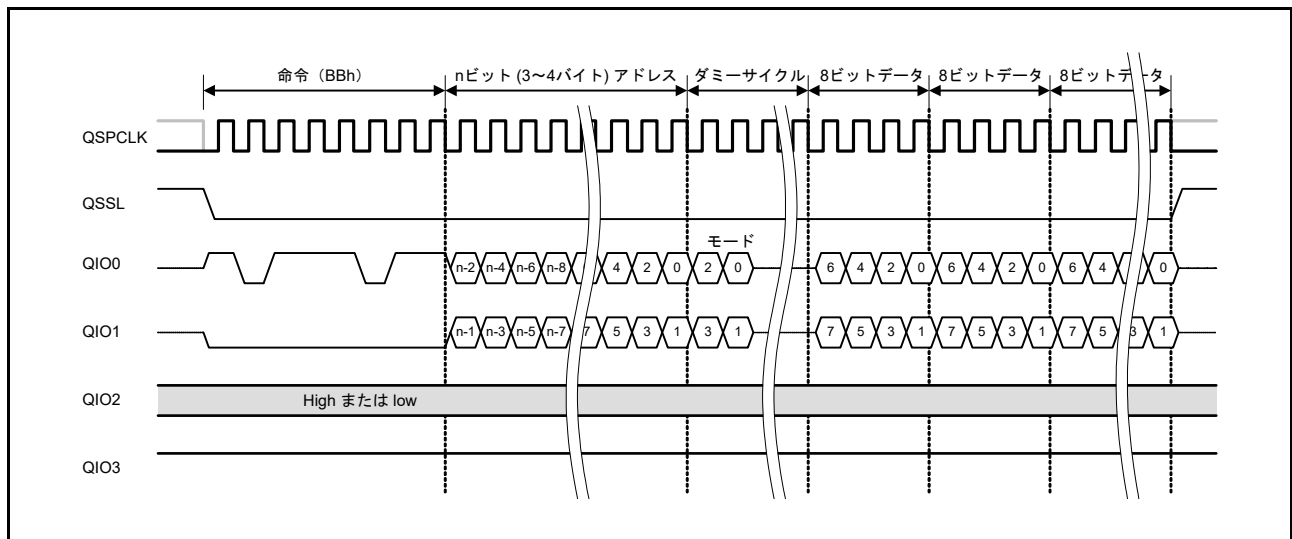 命令（BBh） nビット (3～4バイト) アドレス ダミーサイクル 8ビットデータ 8ビットデータ 8ビットデータ
QSPCLK
QSSL
モード
QIO0 n-2 n-4 n-6 n-8 4 2 0 2 0 6 4 2 0 6 4 2 0 6 4 0
QIO1 n-1 n-3 n-5 n-7 7 5 3 1 3 1 7 5 3 1 7 5 3 1 7 5 3 1
QIO2 High または low
QIO3